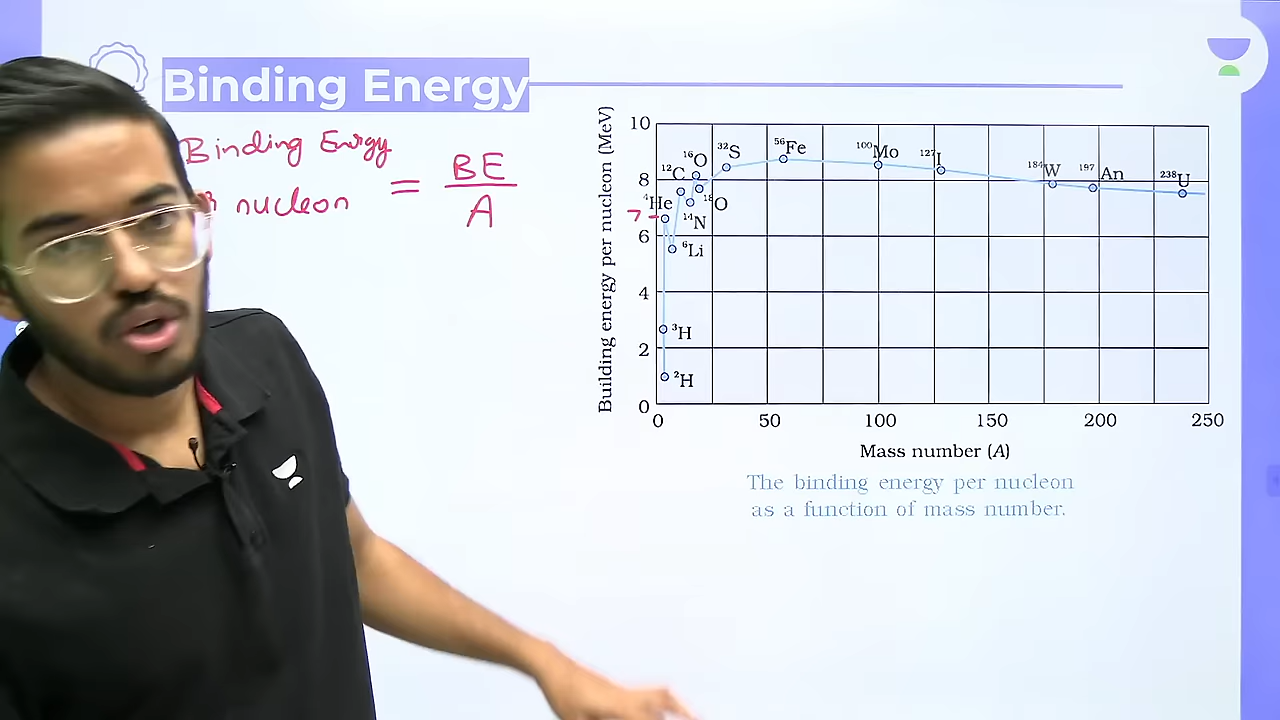 Binding Energy
Binding Energy
nucleon = BE
A
Building energy per nucleon (MeV)
10
8
6
4
2
0
7
¹²C
¹⁶O
³²S
⁵⁶Fe
¹⁰⁰Mo
¹²⁷I
¹⁸⁴W
¹⁹⁷An
²³⁸U
⁴He
¹⁸O
¹⁴N
⁶Li
³H
²H
0 50 100 150 200 250
Mass number (A)
The binding energy per nucleon
as a function of mass number.